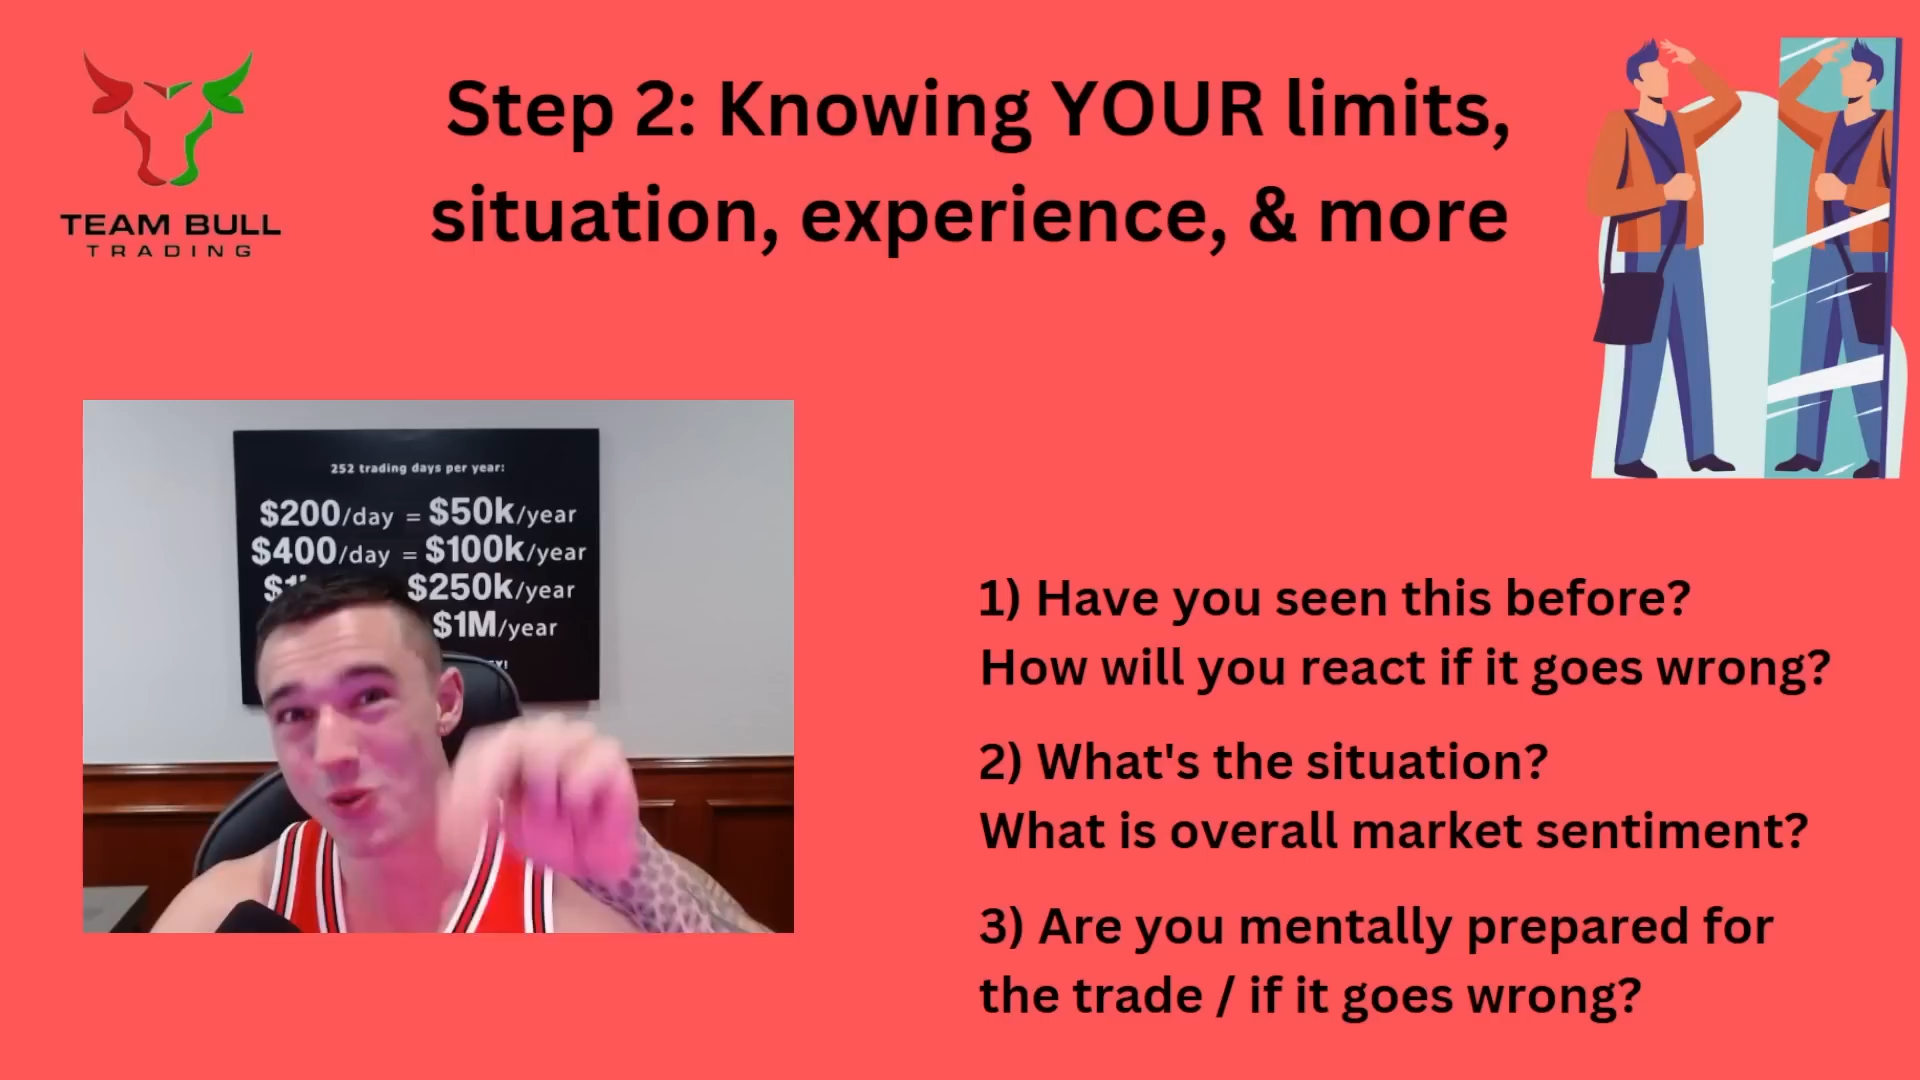 TEAM BULL
TRADING
Step 2: Knowing YOUR limits,
situation, experience, & more
252 trading days per year:
$200/day = $50k/year
$400/day = $100k/year
$250k/year
$1M/year
1) Have you seen this before?
How will you react if it goes wrong?
2) What's the situation?
What is overall market sentiment?
3) Are you mentally prepared for
the trade / if it goes wrong?